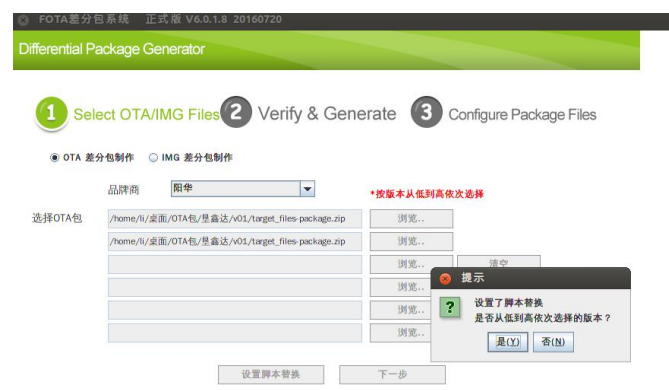 FOTA差分包系统 正式版 V6.0.1.8 20160720
Differential Package Generator
1 Select OTA/IMG Files 2 Verify & Generate 3 Configure Package Files
OTA 差分包制作 IMG 差分包制作
品牌商 阳华 *按版本从低到高依次选择
选择OTA包 /home/li/桌面/OTA包/昱鑫达/v01/target_files-package.zip 浏览..
/home/li/桌面/OTA包/昱鑫达/v01/target_files-package.zip 浏览..
浏览.. 清空
提示
浏览..
设置了脚本替换
浏览..
是否从低到高依次选择的版本？
浏览..
是(Y) 否(N)
设置脚本替换 下一步